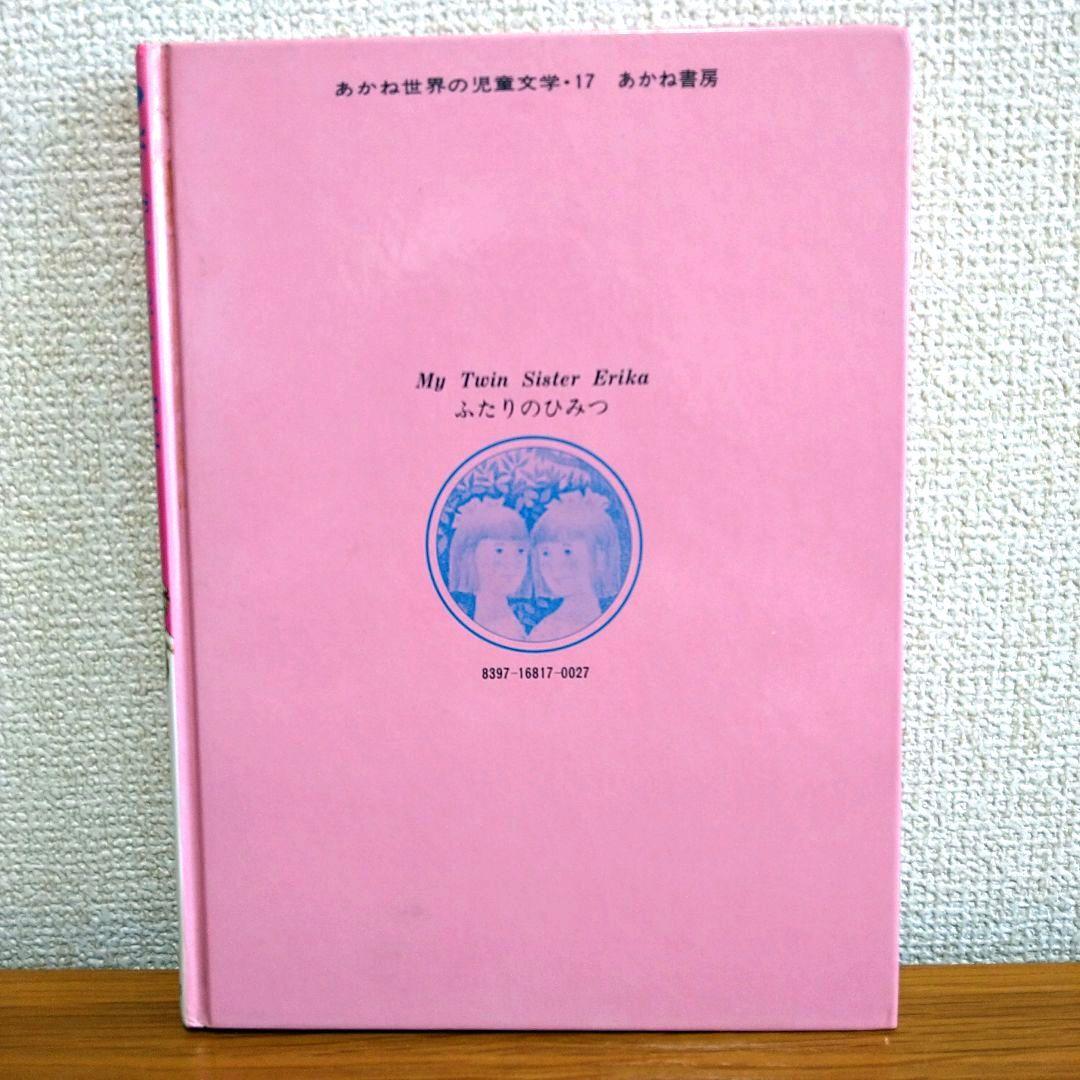 あかね世界の児童文学・17 あかね書房
My Twin Sister Erika
ふたりのひみつ
8397-16817-0027